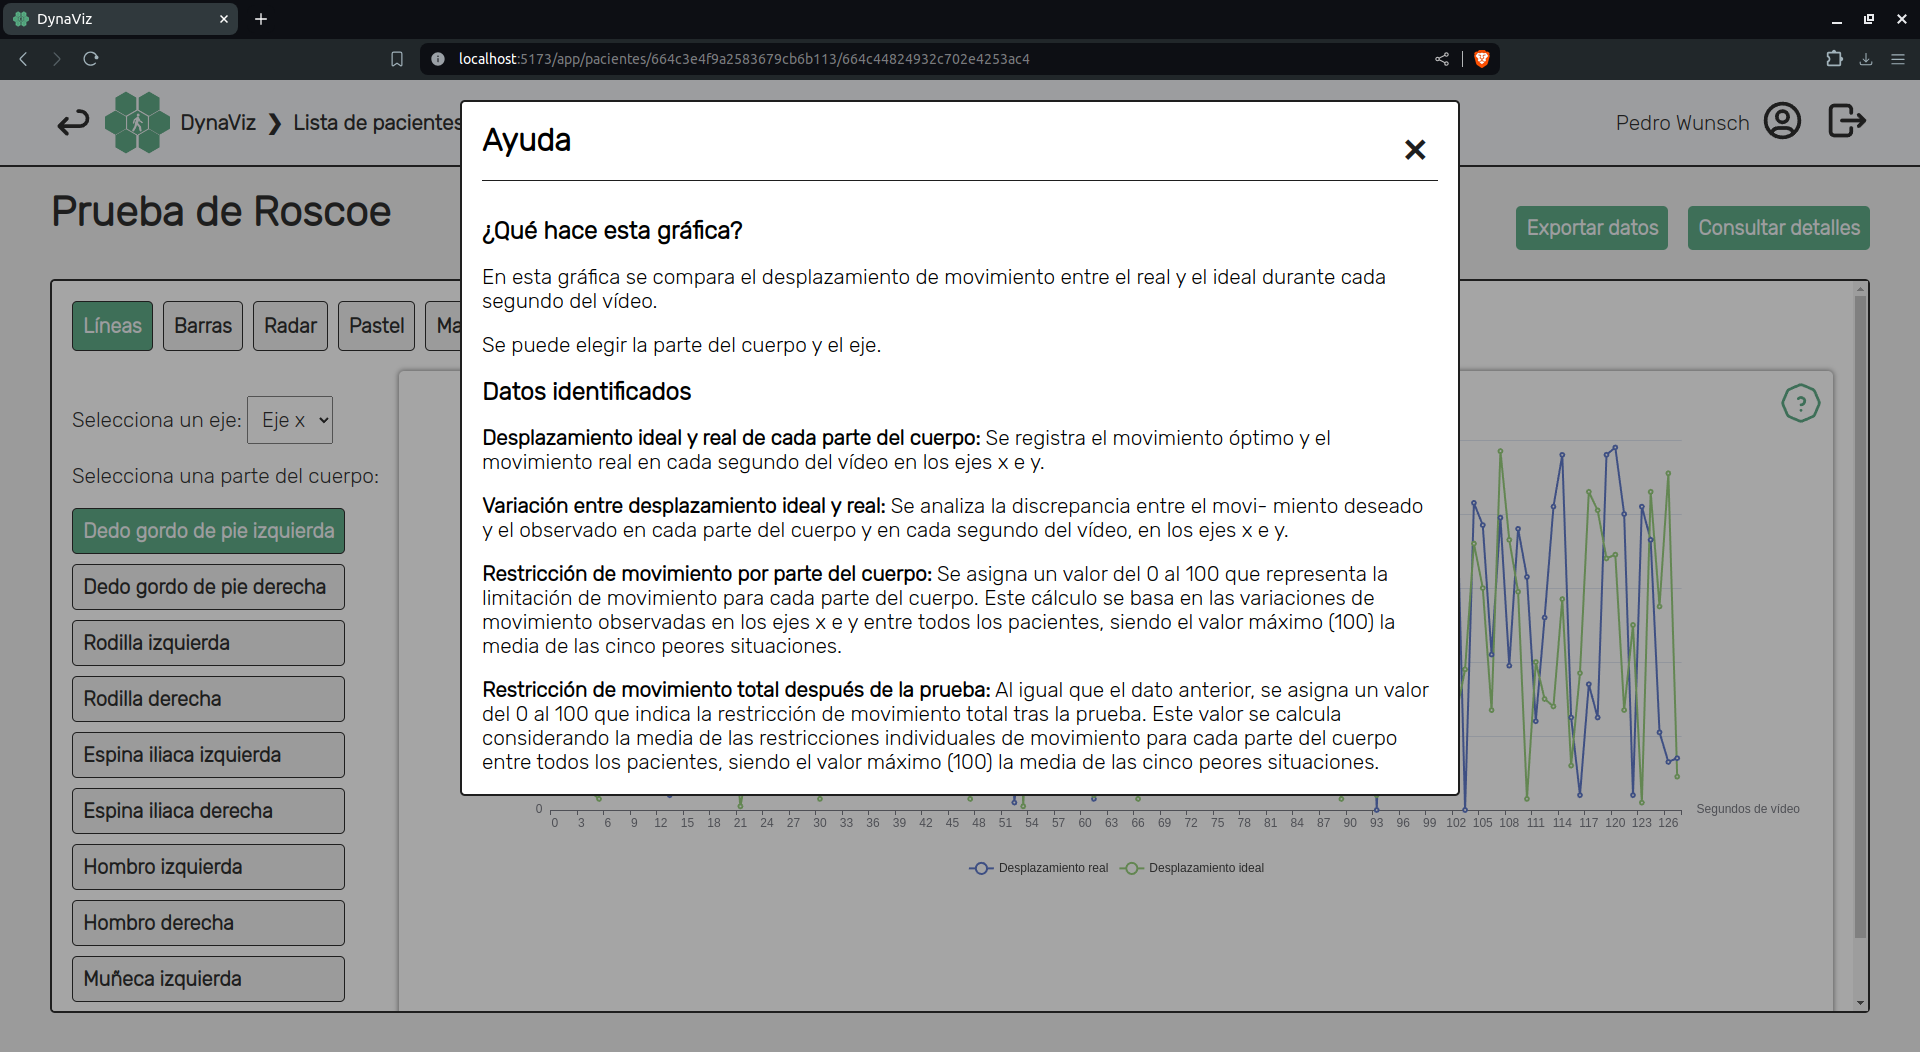 DynaViz
localhost:5173/app/pacientes/664c3e4f9a2583679cb6b113/664c44824932c702e4253ac4
DynaViz ❯ Lista de pacientes
Pedro Wunsch
Prueba de Roscoe
Exportar datos
Consultar detalles
Líneas
Barras
Radar
Pastel
Ma
Selecciona un eje: Eje x
Selecciona una parte del cuerpo:
Dedo gordo de pie izquierda
Dedo gordo de pie derecha
Rodilla izquierda
Rodilla derecha
Espina iliaca izquierda
Espina iliaca derecha
Hombro izquierda
Hombro derecha
Muñeca izquierda
Ayuda
¿Qué hace esta gráfica?
En esta gráfica se compara el desplazamiento de movimiento entre el real y el ideal durante cada
segundo del vídeo.
Se puede elegir la parte del cuerpo y el eje.
Datos identificados
Desplazamiento ideal y real de cada parte del cuerpo: Se registra el movimiento óptimo y el
movimiento real en cada segundo del vídeo en los ejes x e y.
Variación entre desplazamiento ideal y real: Se analiza la discrepancia entre el movi- miento deseado
y el observado en cada parte del cuerpo y en cada segundo del vídeo, en los ejes x e y.
Restricción de movimiento por parte del cuerpo: Se asigna un valor del 0 al 100 que representa la
limitación de movimiento para cada parte del cuerpo. Este cálculo se basa en las variaciones de
movimiento observadas en los ejes x e y entre todos los pacientes, siendo el valor máximo (100) la
media de las cinco peores situaciones.
Restricción de movimiento total después de la prueba: Al igual que el dato anterior, se asigna un valor
del 0 al 100 que indica la restricción de movimiento total tras la prueba. Este valor se calcula
considerando la media de las restricciones individuales de movimiento para cada parte del cuerpo
entre todos los pacientes, siendo el valor máximo (100) la media de las cinco peores situaciones.
?
0
0 3 6 9 12 15 18 21 24 27 30 33 36 39 42 45 48 51 54 57 60 63 66 69 72 75 78 81 84 87 90 93 96 99 102 105 108 111 114 117 120 123 126
Segundos de vídeo
Desplazamiento real
Desplazamiento ideal